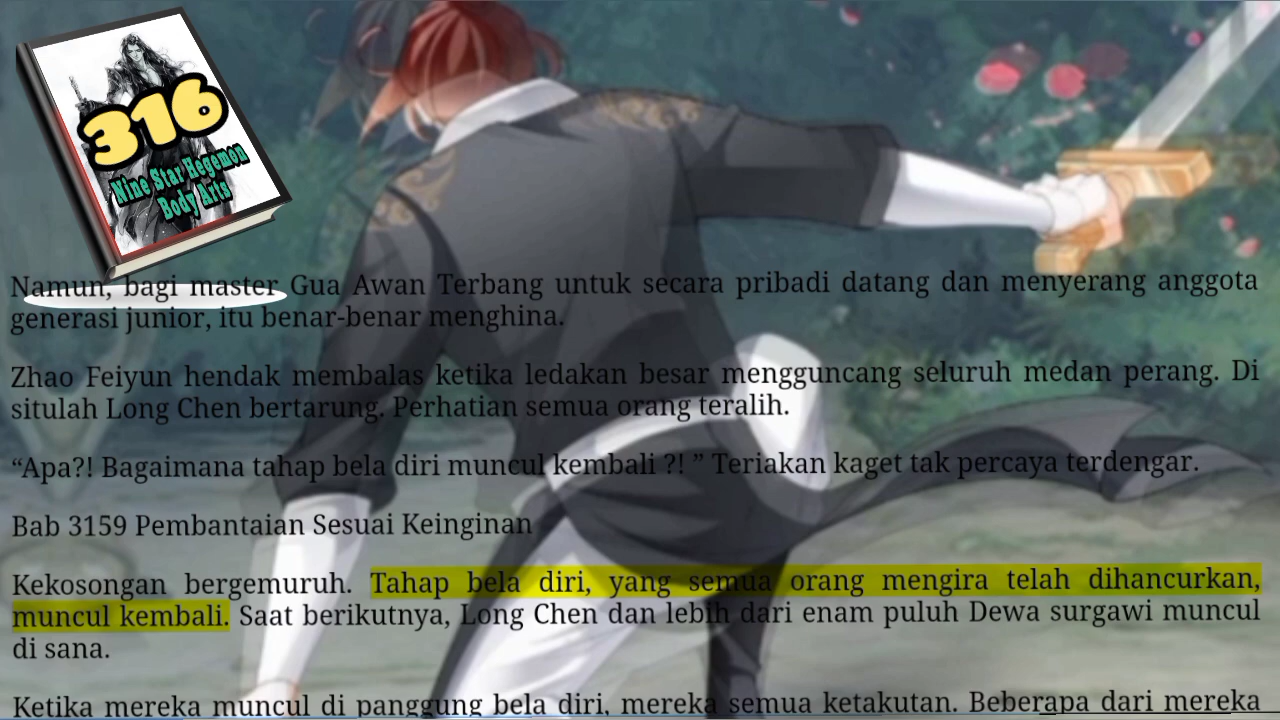 316
Nine Star Hegemon
Body Arts
Namun, bagi master Gua Awan Terbang untuk secara pribadi datang dan menyerang anggota
generasi junior, itu benar-benar menghina.
Zhao Feiyun hendak membalas ketika ledakan besar mengguncang seluruh medan perang. Di
situlah Long Chen bertarung. Perhatian semua orang teralih.
“Apa?! Bagaimana tahap bela diri muncul kembali ?! ” Teriakan kaget tak percaya terdengar.
Bab 3159 Pembantaian Sesuai Keinginan
Kekosongan bergemuruh. Tahap bela diri, yang semua orang mengira telah dihancurkan,
muncul kembali. Saat berikutnya, Long Chen dan lebih dari enam puluh Dewa surgawi muncul
di sana.
Ketika mereka muncul di panggung bela diri, mereka semua ketakutan. Beberapa dari mereka